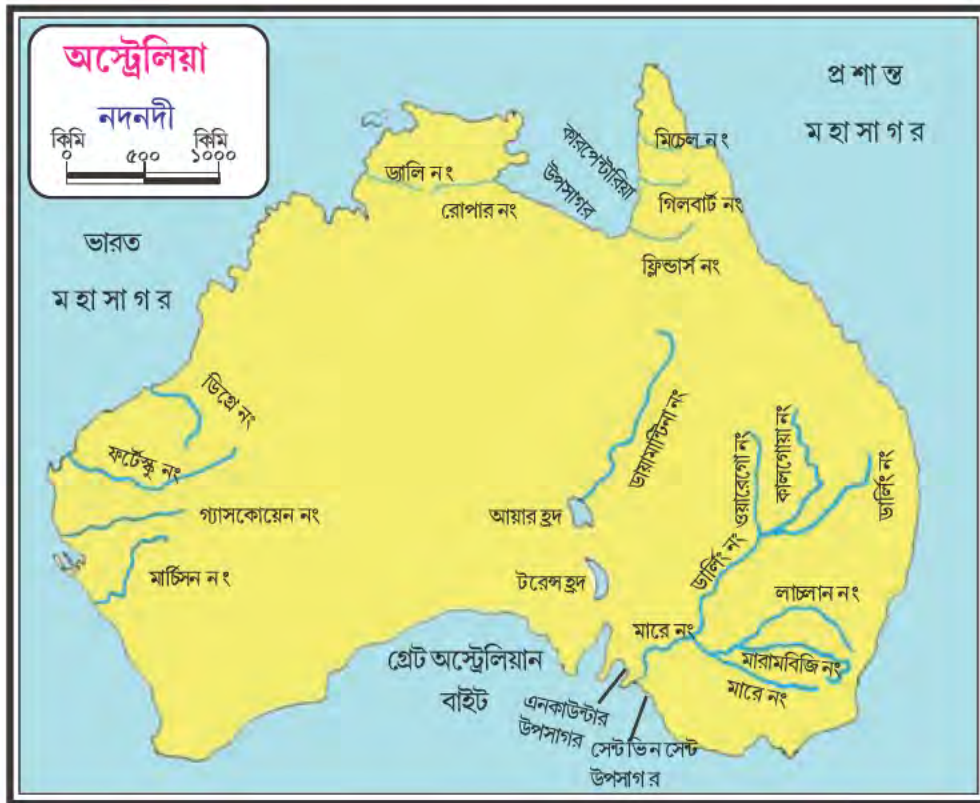 অস্ট্রেলিয়া
নদনদী
কিমি কিমি
০ ৫০০ ১০০০
প্রশান্ত
মহাসাগর
ভারত
মহাসাগর
কারপেন্টারিয়া
উপসাগর
মিচেল নং
গিলবার্ট নং
ফ্লিন্ডার্স নং
ডালি নং
রোপার নং
ডিগ্রে নং
ফর্টেস্কু নং
গ্যাসকোয়েন নং
মার্চিসন নং
ডায়ামান্টিনা নং
আয়ার হ্রদ
টরেন্স হ্রদ
ওয়ারেগো নং
কালগোয়া নং
ডার্লিং নং
ডার্লিং নং
লাচ্লান নং
মারে নং
মারামবিজি নং
মারে নং
গ্রেট অস্ট্রেলিয়ান
বাইট
এনকাউন্টার
উপসাগর
সেন্ট ভিনসেন্ট
উপসাগর